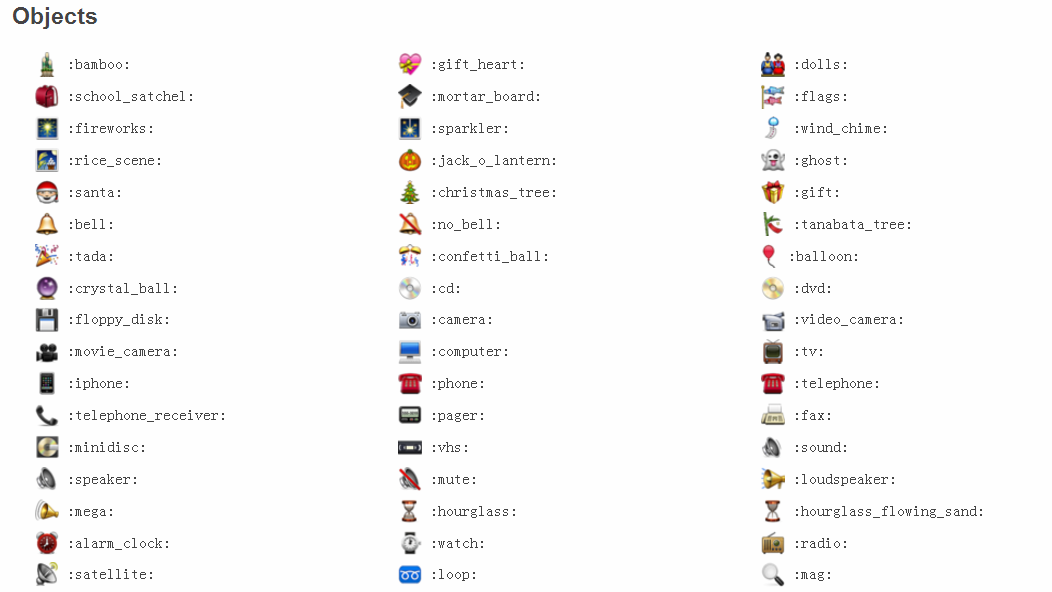 Objects
:bamboo: :gift_heart: :dolls:
:school_satchel: :mortar_board: :flags:
:fireworks: :sparkler: :wind_chime:
:rice_scene: :jack_o_lantern: :ghost:
:santa: :christmas_tree: :gift:
:bell: :no_bell: :tanabata_tree:
:tada: :confetti_ball: :balloon:
:crystal_ball: :cd: :dvd:
:floppy_disk: :camera: :video_camera:
:movie_camera: :computer: :tv:
:iphone: :phone: :telephone:
:telephone_receiver: :pager: :fax:
:minidisc: :vhs: :sound:
:speaker: :mute: :loudspeaker:
:mega: :hourglass: :hourglass_flowing_sand:
:alarm_clock: :watch: :radio:
:satellite: :loop: :mag: